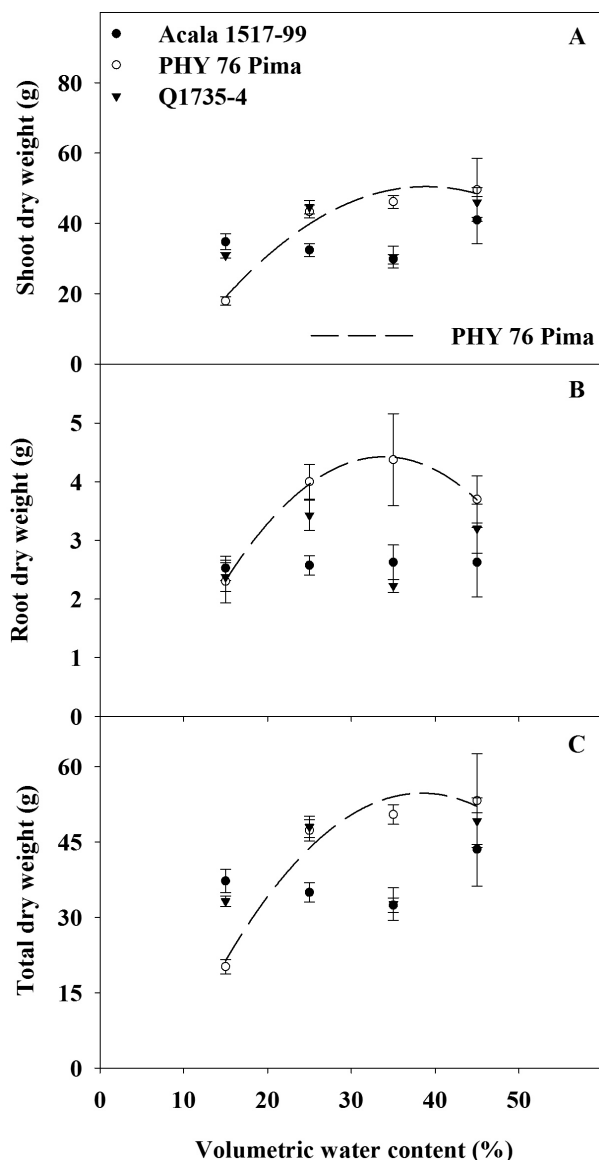 Acala 1517-99
A
PHY 76 Pima
Q1735-4
80
60
40
20
0
Shoot dry weight (g)
PHY 76 Pima
B
5
4
3
2
1
0
Root dry weight (g)
C
60
45
30
15
0
Total dry weight (g)
0 10 20 30 40 50
Volumetric water content (%)